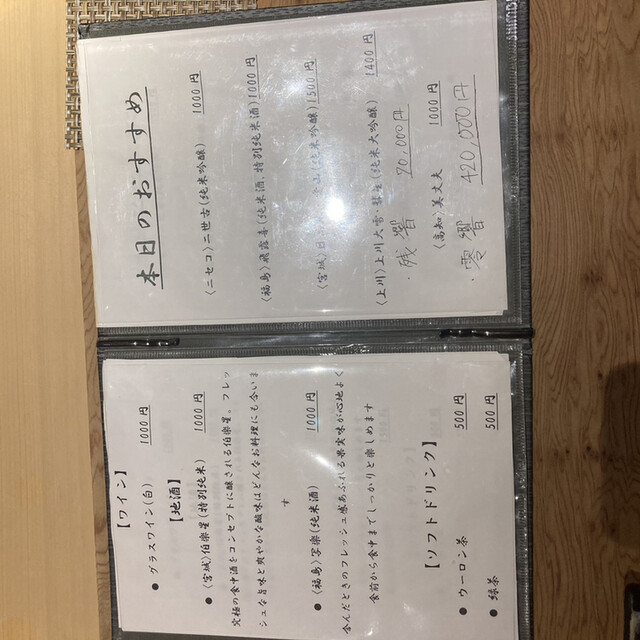 本日のおすすめ
〈ニセコ〉二世古(純米吟醸) 1000円
〈福島〉飛露喜(純米酒、特別純米酒)1000円
〈宮城〉日 山(純米吟醸)1500円
〈上川〉上川大雪・彗星(純米大吟醸) 1400円
・残響 70,000円
〈高知〉美丈夫 1000円
・零響 420,000円
【ワイン】
● グラスワイン(白) 1000円
【地酒】
● 〈宮城〉伯樂星(特別純米) 1000円
究極の食中酒をコンセプトに醸される伯樂星。フレッ
シュな旨味と爽やかな酸味はどんなお料理にも合いま
す
● 〈福島〉写楽(純米酒) 1000円
含んだときのフレッシュ感あふれる果実味が心地よく
食前から食中までしっかりと楽しめます
【ソフトドリンク】
● ウーロン茶 500円
● 緑茶 500円